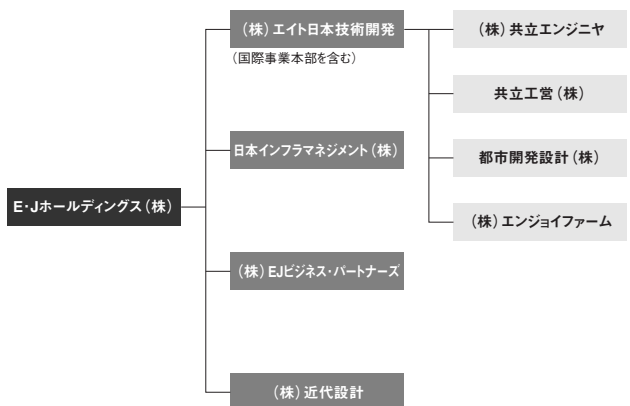 E・Jホールディングス（株）
（株）エイト日本技術開発
（国際事業本部を含む）
日本インフラマネジメント（株）
（株）EJビジネス・パートナーズ
（株）近代設計
（株）共立エンジニヤ
共立工営（株）
都市開発設計（株）
（株）エンジョイファーム